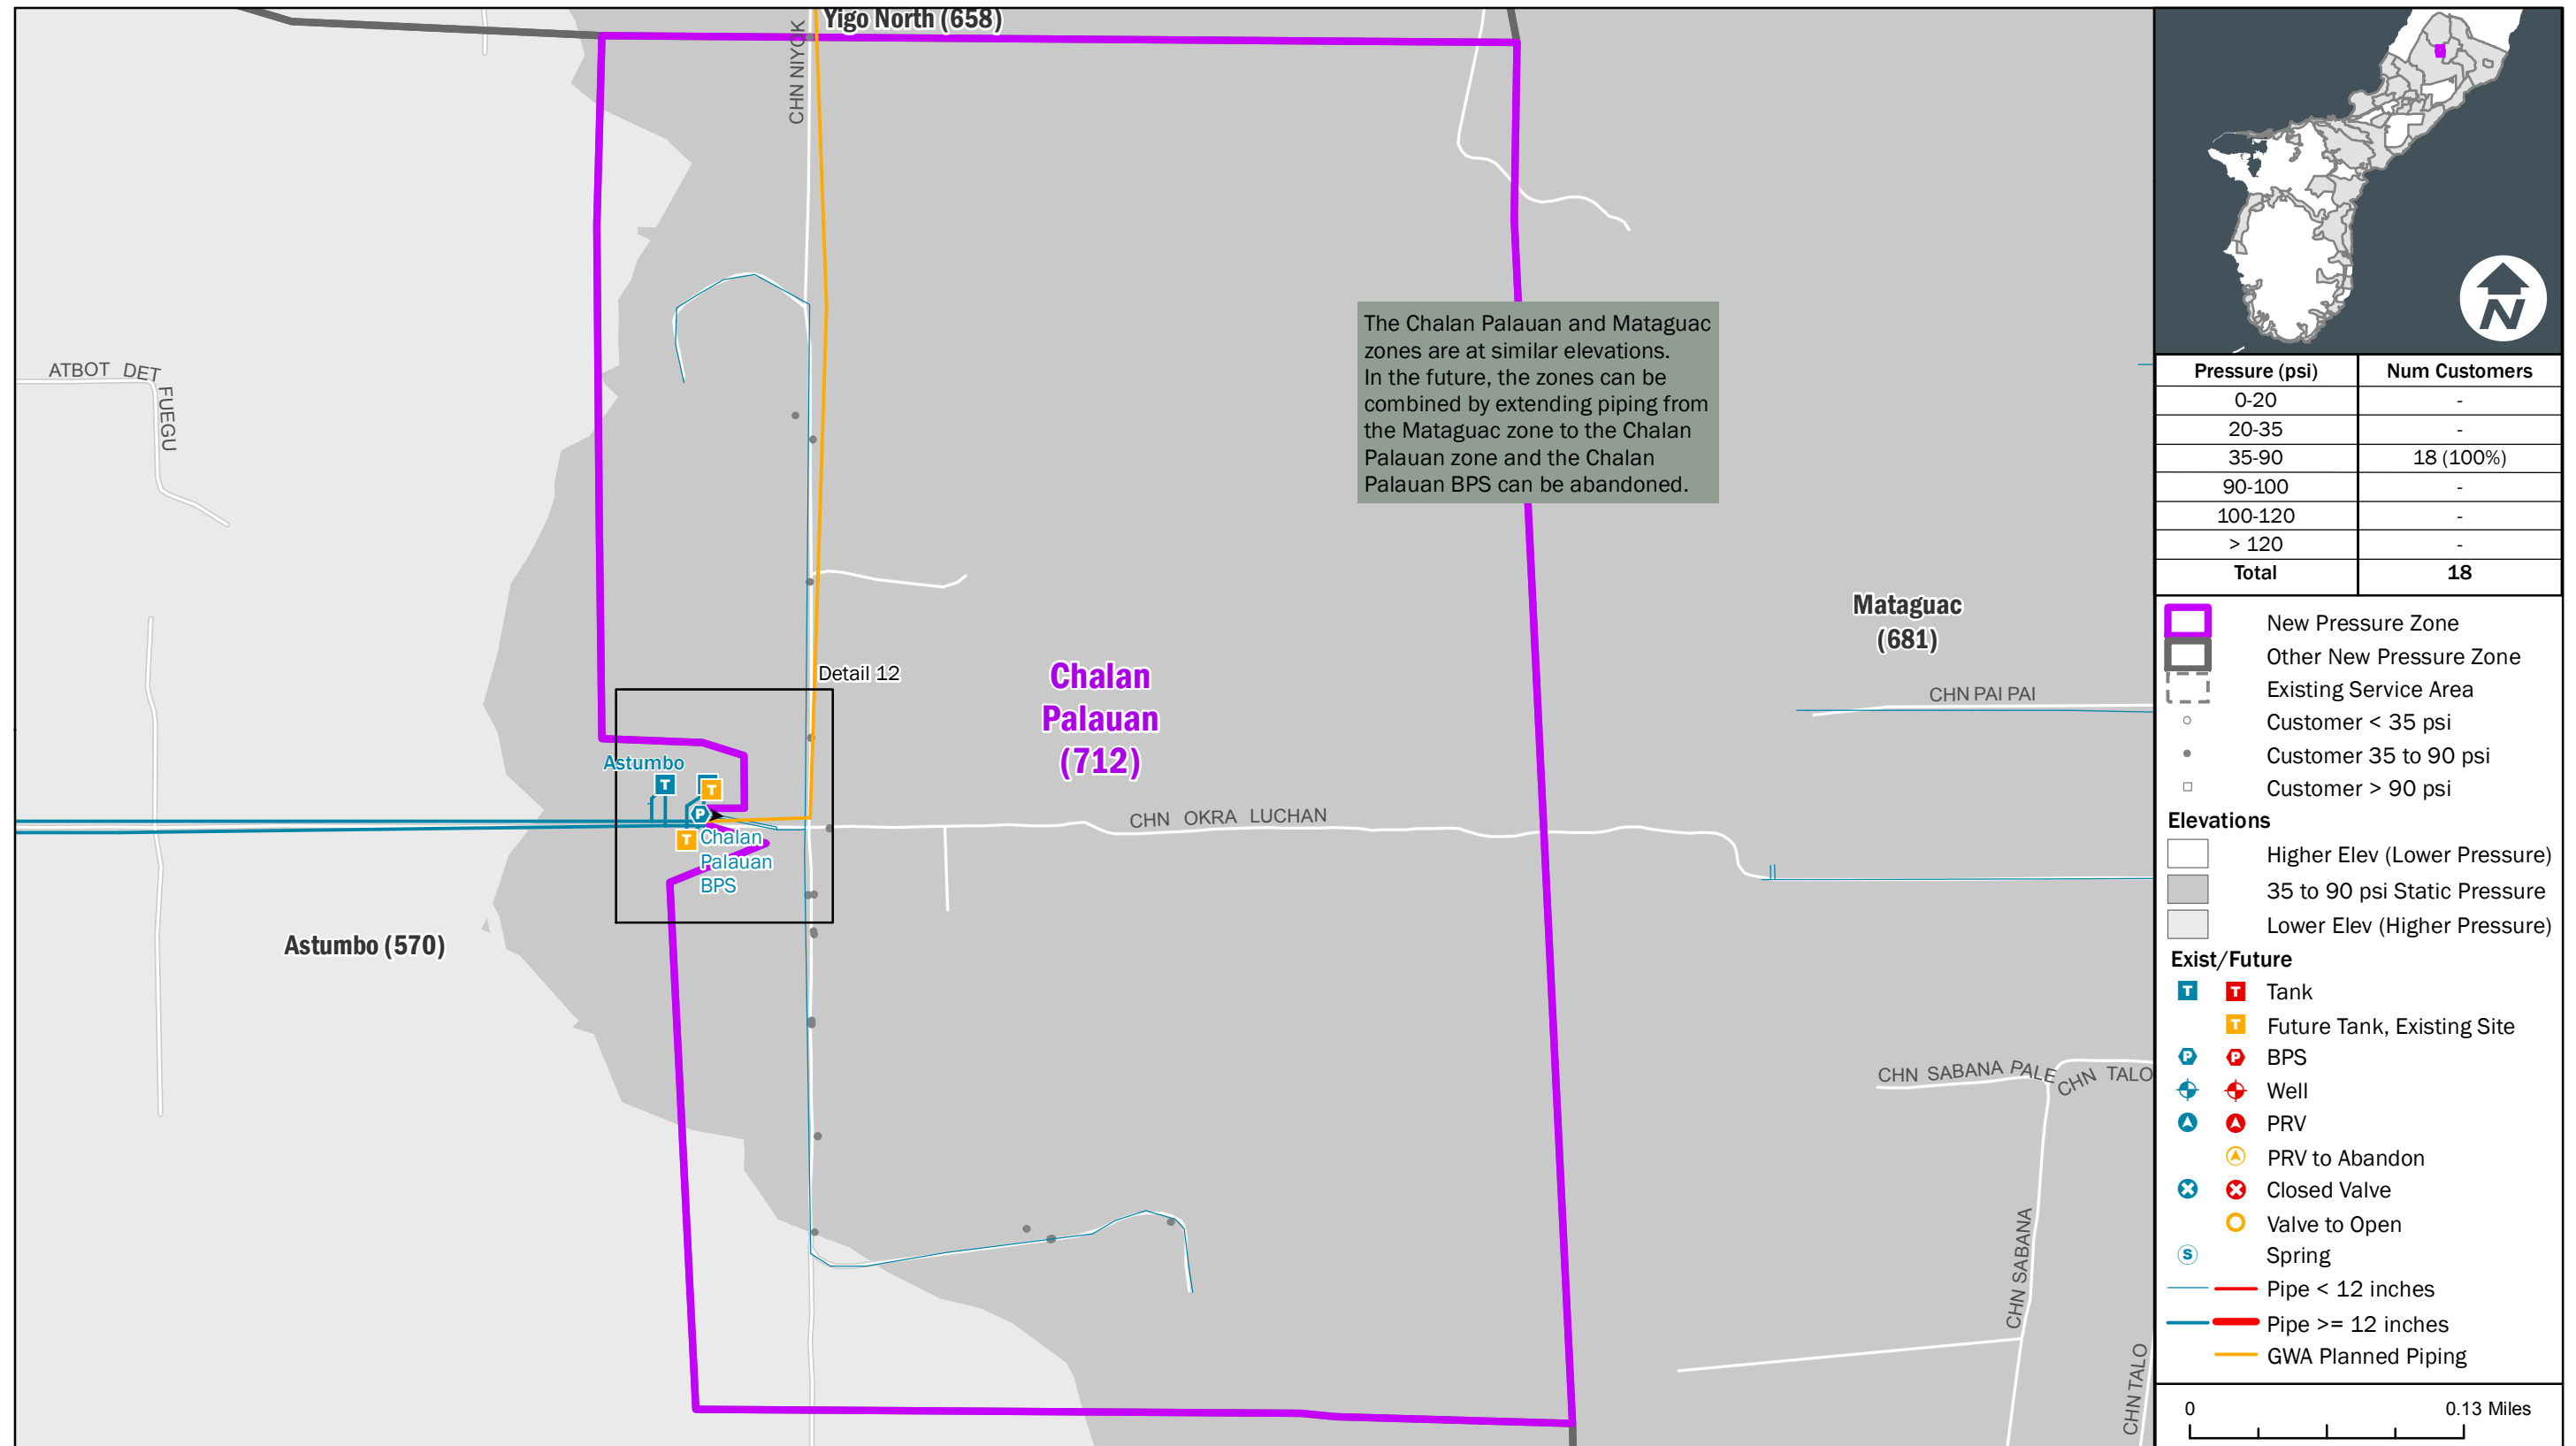 Yigo North (658)
CHN NIYOK
ATBOT DET FUEGU
The Chalan Palauan and Mataguac
zones are at similar elevations.
In the future, the zones can be
combined by extending piping from
the Mataguac zone to the Chalan
Palauan zone and the Chalan
Palauan BPS can be abandoned.
Mataguac
(681)
Detail 12
Chalan
Palauan
(712)
CHN PAI PAI
Astumbo
T
T
P
T
Chalan
Palauan
BPS
CHN OKRA LUCHAN
Astumbo (570)
CHN SABANA PALE
CHN TALO
CHN SABANA
CHN TALO
N
Pressure (psi) Num Customers
0-20 -
20-35 -
35-90 18 (100%)
90-100 -
100-120 -
> 120 -
Total 18
New Pressure Zone
Other New Pressure Zone
Existing Service Area
Customer < 35 psi
Customer 35 to 90 psi
Customer > 90 psi
Elevations
Higher Elev (Lower Pressure)
35 to 90 psi Static Pressure
Lower Elev (Higher Pressure)
Exist/Future
T T Tank
T Future Tank, Existing Site
P P BPS
Well
PRV
PRV to Abandon
Closed Valve
Valve to Open
S Spring
Pipe < 12 inches
Pipe >= 12 inches
GWA Planned Piping
0 0.13 Miles